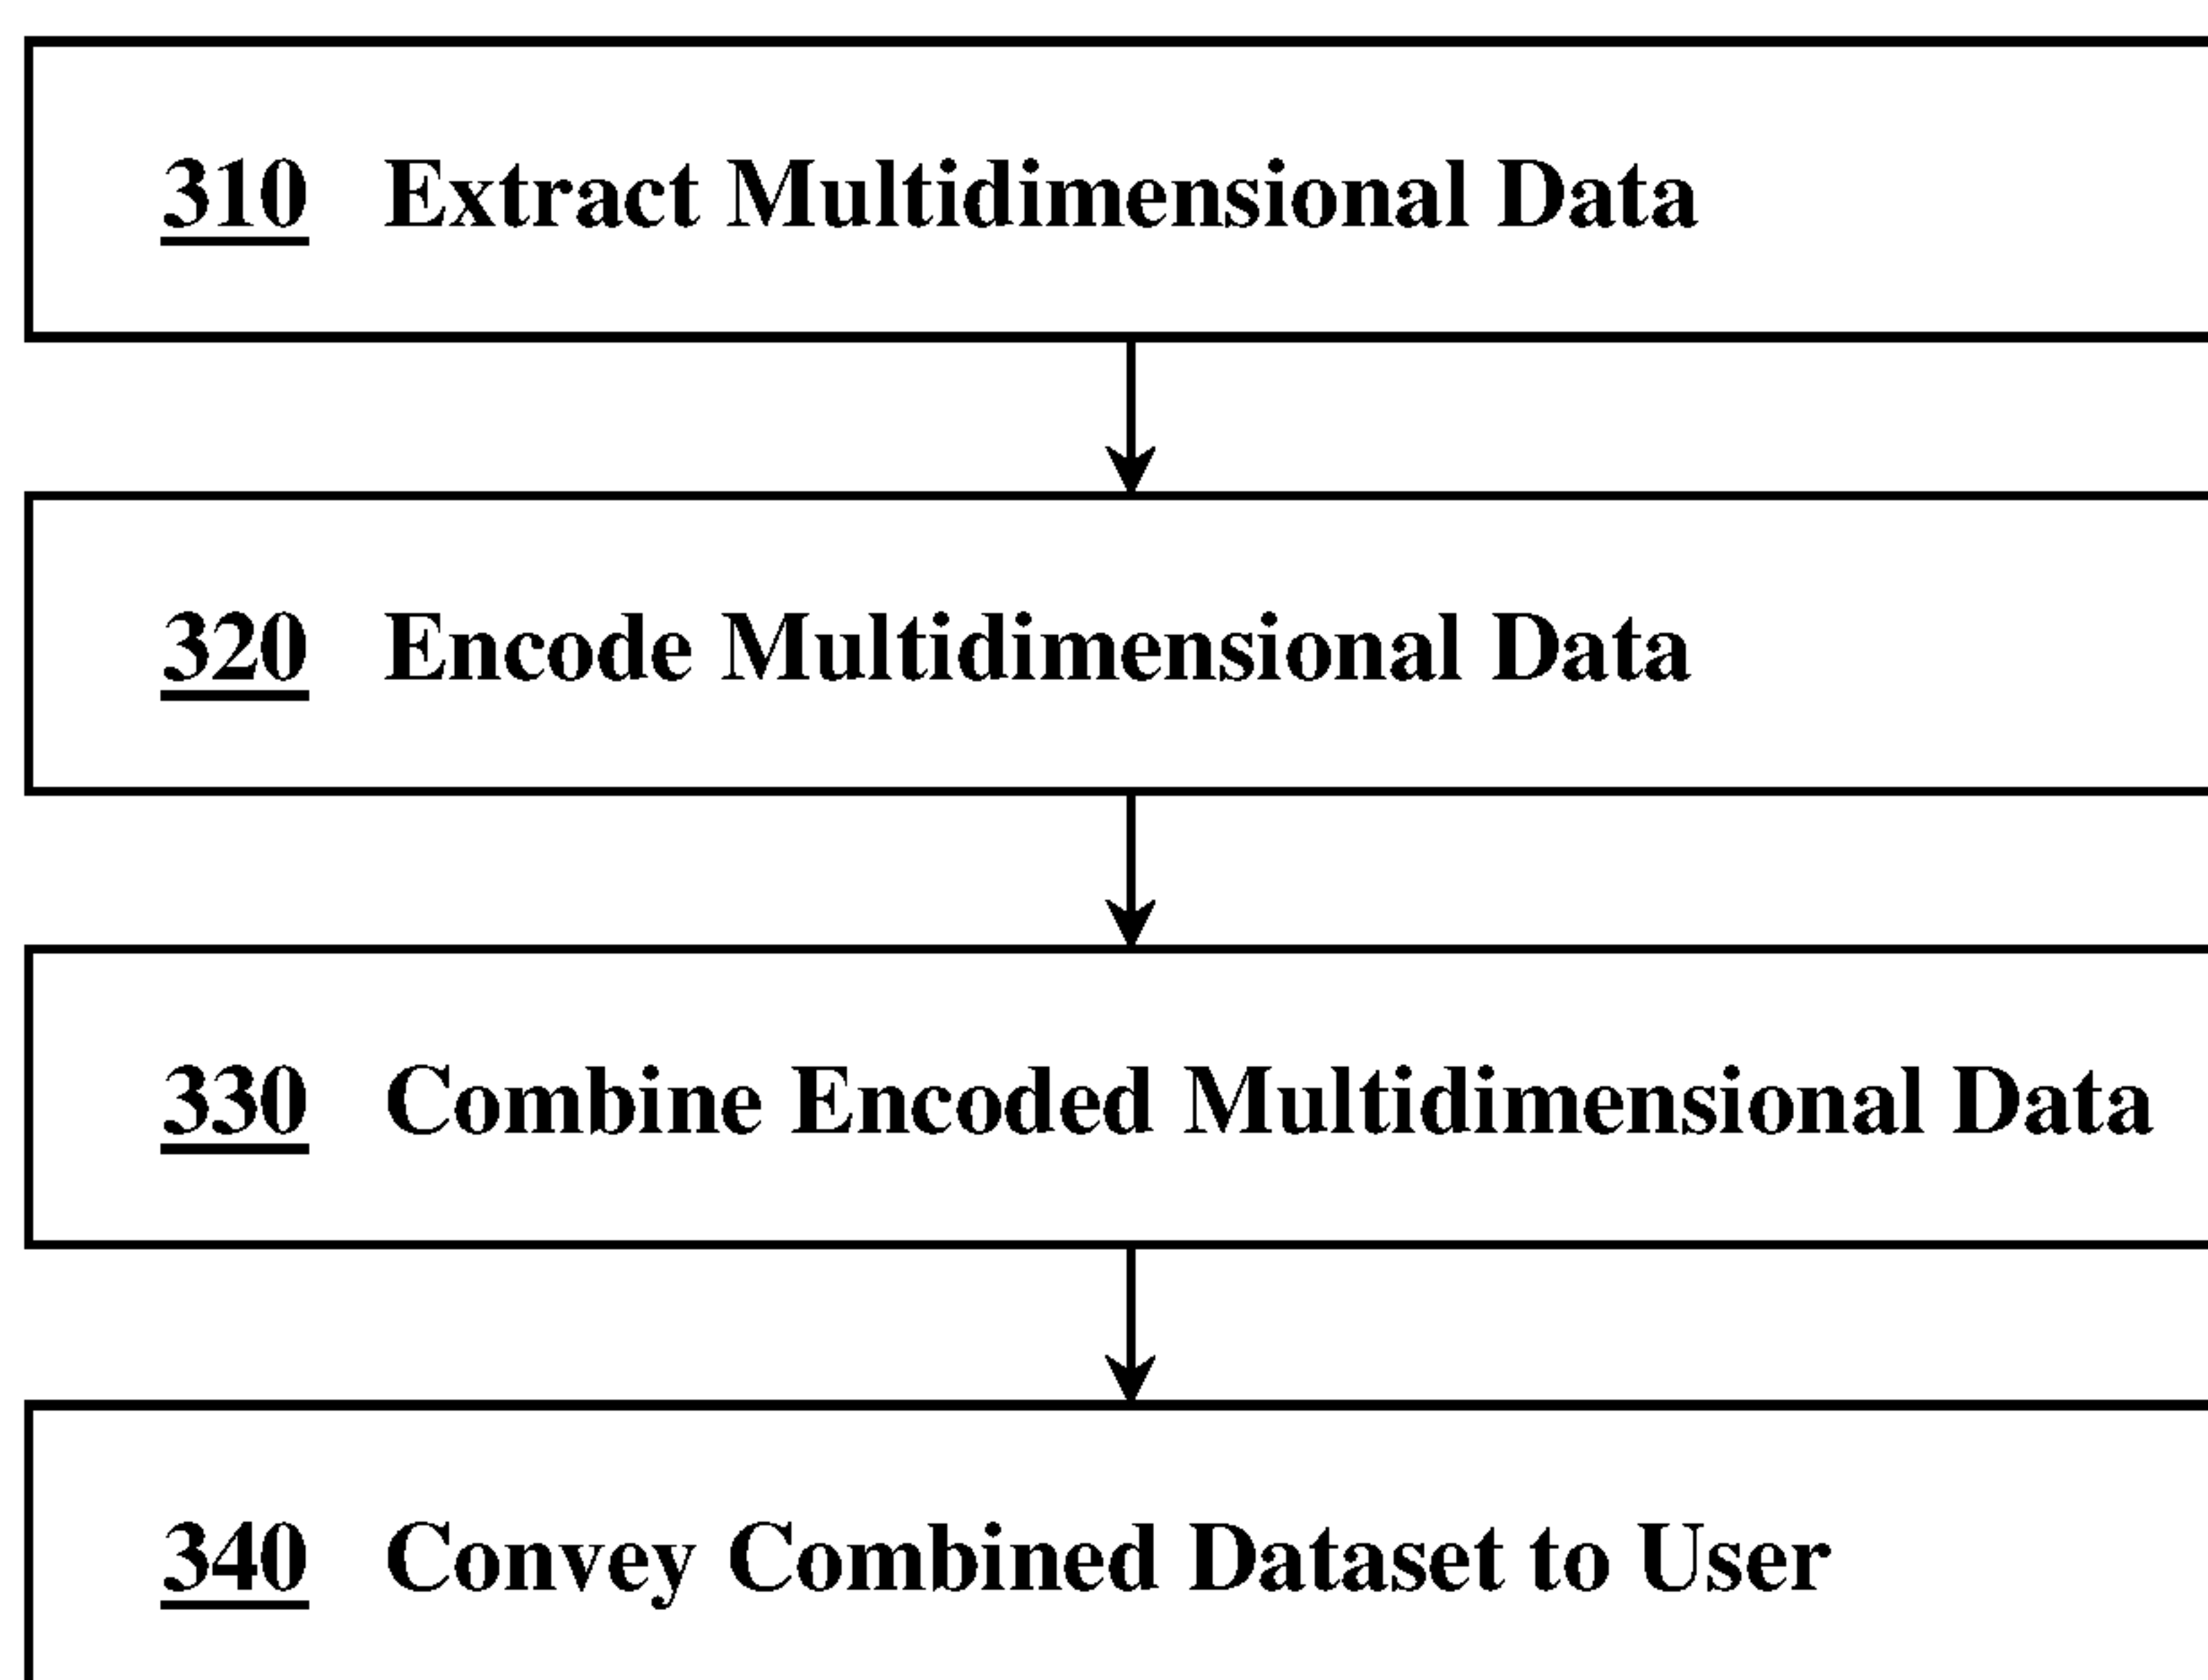 310 Extract Multidimensional Data
320 Encode Multidimensional Data
330 Combine Encoded Multidimensional Data
340 Convey Combined Dataset to User